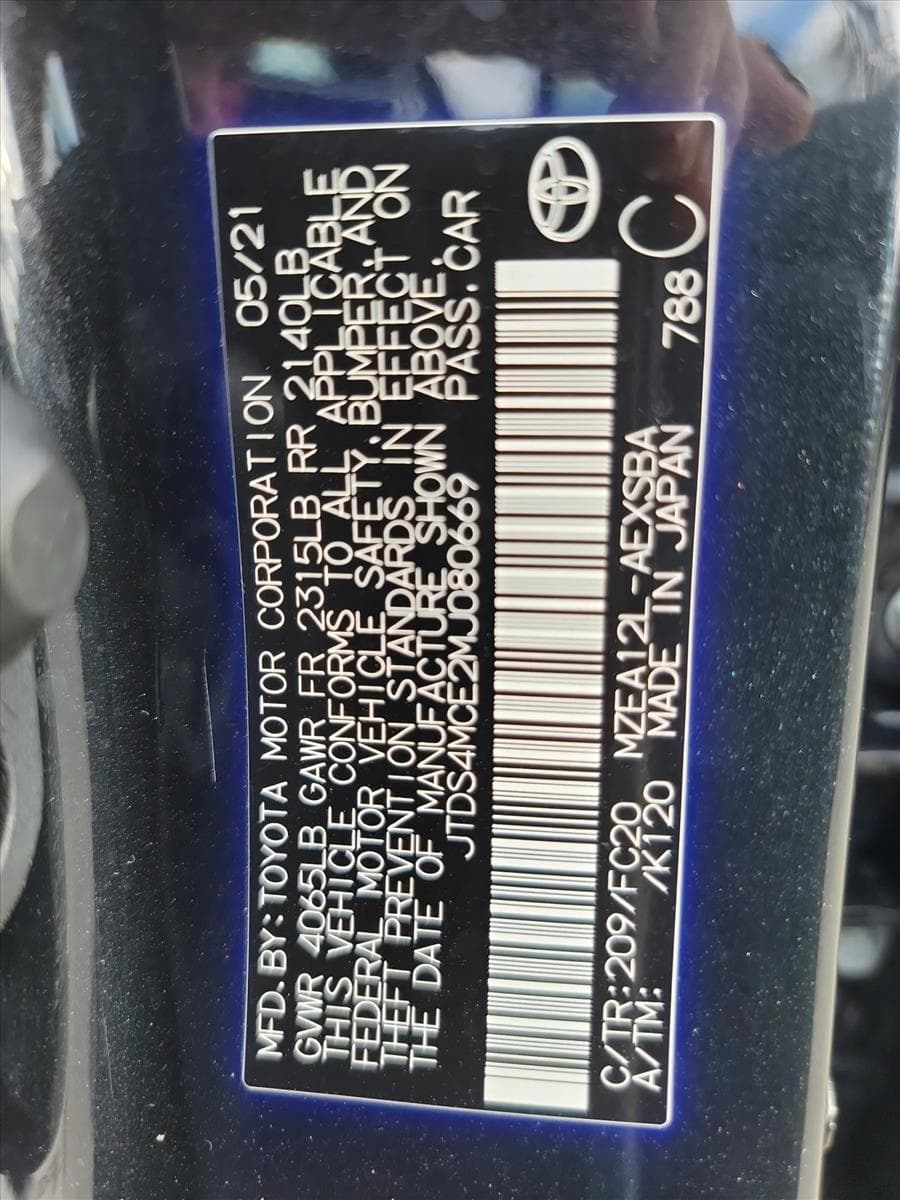 MFD.BY:TOYOTA MOTOR CORPORATION 05/21
GVWR 4065LB GAWR FR 2315LB RR 2140LB
THIS VEHICLE CONFORMS TO ALL APPLICABLE
FEDERAL MOTOR VEHICLE SAFETY,BUMPER,AND
THEFT PREVENTION STANDARDS IN EFFECT ON
THE DATE OF MANUFACTURE SHOWN ABOVE.
JTDS4MCE2MJ080669 PASS.CAR
C/TR:209/FC20 MZEA12L-AEXSBA
A/TM: /K120 MADE IN JAPAN 788 C